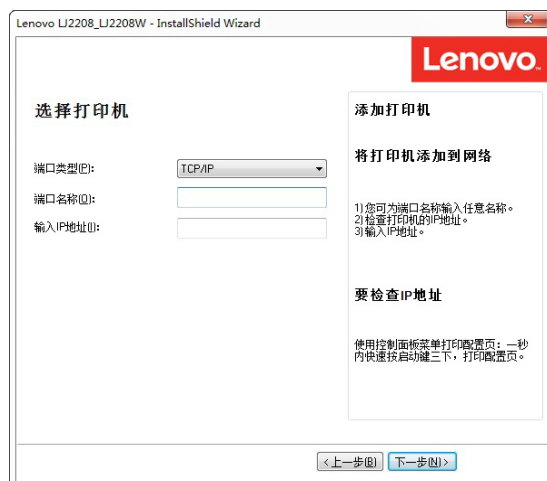 Lenovo LJ2208_LJ2208W - InstallShield Wizard
Lenovo
选择打印机
端口类型(P):
TCP/IP
端口名称(O):
输入IP地址(I):
添加打印机
将打印机添加到网络
1)您可为端口名称输入任意名称。
2)检查打印机的IP地址。
3)输入IP地址。
要检查IP地址
使用控制面板菜单打印配置页：一秒
内快速按启动键三下，打印配置页。
<上一步(B)
下一步(N)>